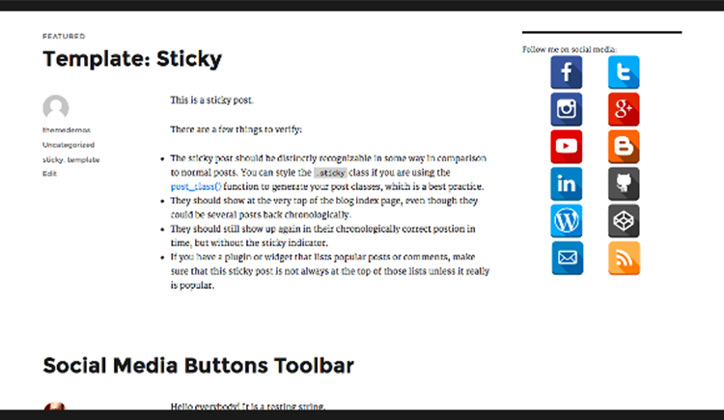 FEATURED
Template: Sticky
themedemos
Uncategorized
sticky, template
Edit
This is a sticky post.
There are a few things to verify:
• The sticky post should be distinctly recognizable in some way in comparison
to normal posts. You can style the .sticky class if you are using the
post_class() function to generate your post classes, which is a best practice.
• They should show at the very top of the blog index page, even though they
could be several posts back chronologically.
• They should still show up again in their chronologically correct postion in
time, but without the sticky indicator.
• If you have a plugin or widget that lists popular posts or comments, make
sure that this sticky post is not always at the top of those lists unless it really
is popular.
Follow me on social media:
Social Media Buttons Toolbar
Hello everybody! It is a testing string.